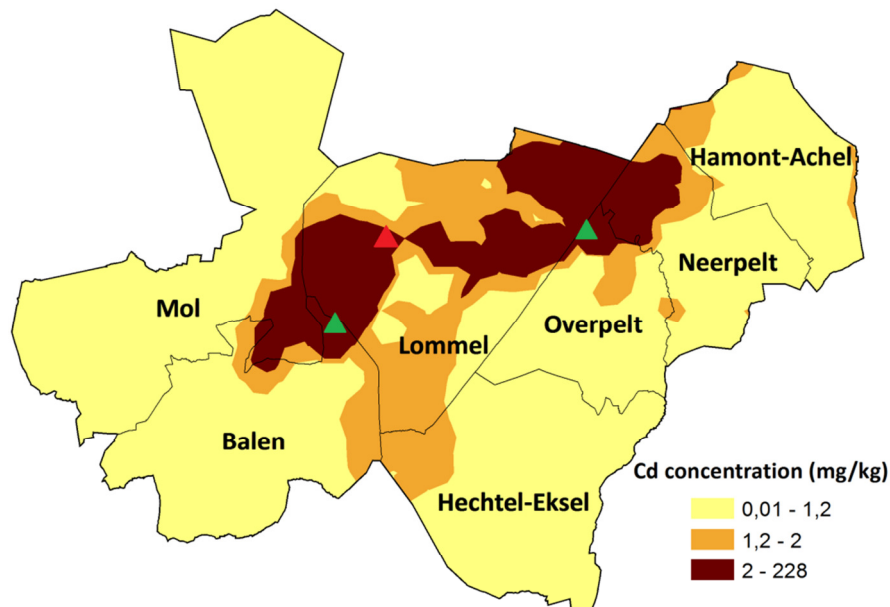 Hamont-Achel
Neerpelt
Mol
Overpelt
Lommel
Balen
Hechtel-Eksel
Cd concentration (mg/kg)
0,01 - 1,2
1,2 - 2
2 - 228